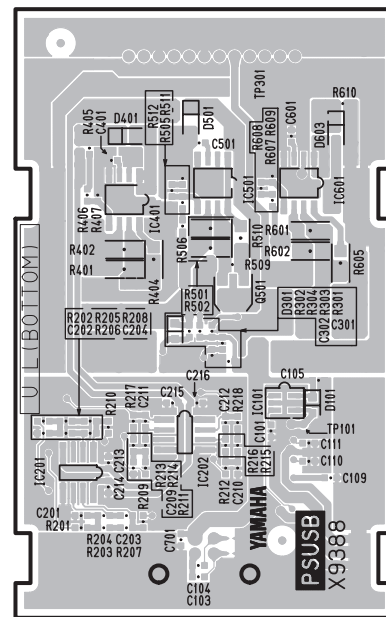 R610
TP301
R512
R511
R505
D501
C601
R608
R609
R607
D603
R405
C401
D401
C501
IC501
IC601
R406
R407
IC401
R402
R401
R404
R506
R510
R509
R601
R602
R605
U L(BOTTOM)
R501
R502
Q501
D301
R302
R304
R303
R301
C302
C301
R202
R205
R208
C202
R206
C204
C216
C215
C105
IC101
D101
R210
R217
C211
C212
R218
C101
TP101
C111
C110
C109
IC201
C213
C214
R213
R214
IC202
R216
R215
R209
C209
R211
R212
C210
C201
R201
R204
C203
R203
R207
C701
YAMAHA
PSUSB
X9388
C104
C103